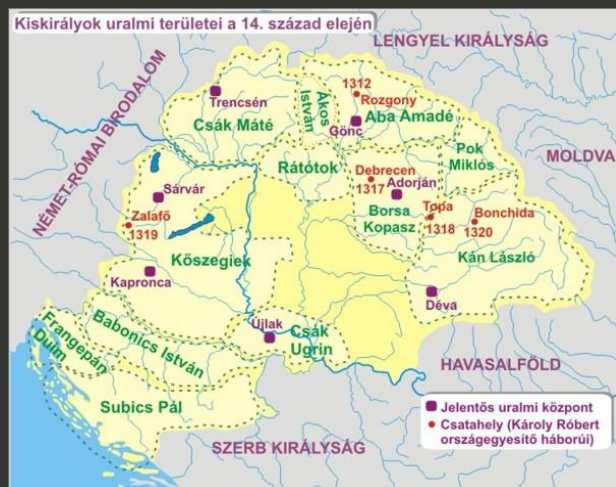 Kiskirályok uralmi területei a 14. század elején
LENGYEL KIRÁLYSÁG
NÉMET-RÓMAI BIRODALOM
MOLDVA
Trencsén
Csák Máté
Ákos
István
1312
Rozgony
Aba Amadé
Gönc
Rátótok
Pok
Miklós
Debrecen
1317
Adorján
Borsa
Kopasz
Topa
1318
Bonchida
1320
Kán László
Sárvár
Zalafő
1319
Kőszegiek
Kapronca
Déva
Újlak
Csák
Ugrin
Babonics István
Frangepán
Duim
Subics Pál
HAVASALFÖLD
SZERB KIRÁLYSÁG
Jelentős uralmi központ
Csatahely (Károly Róbert
országegyesítő háborúi)